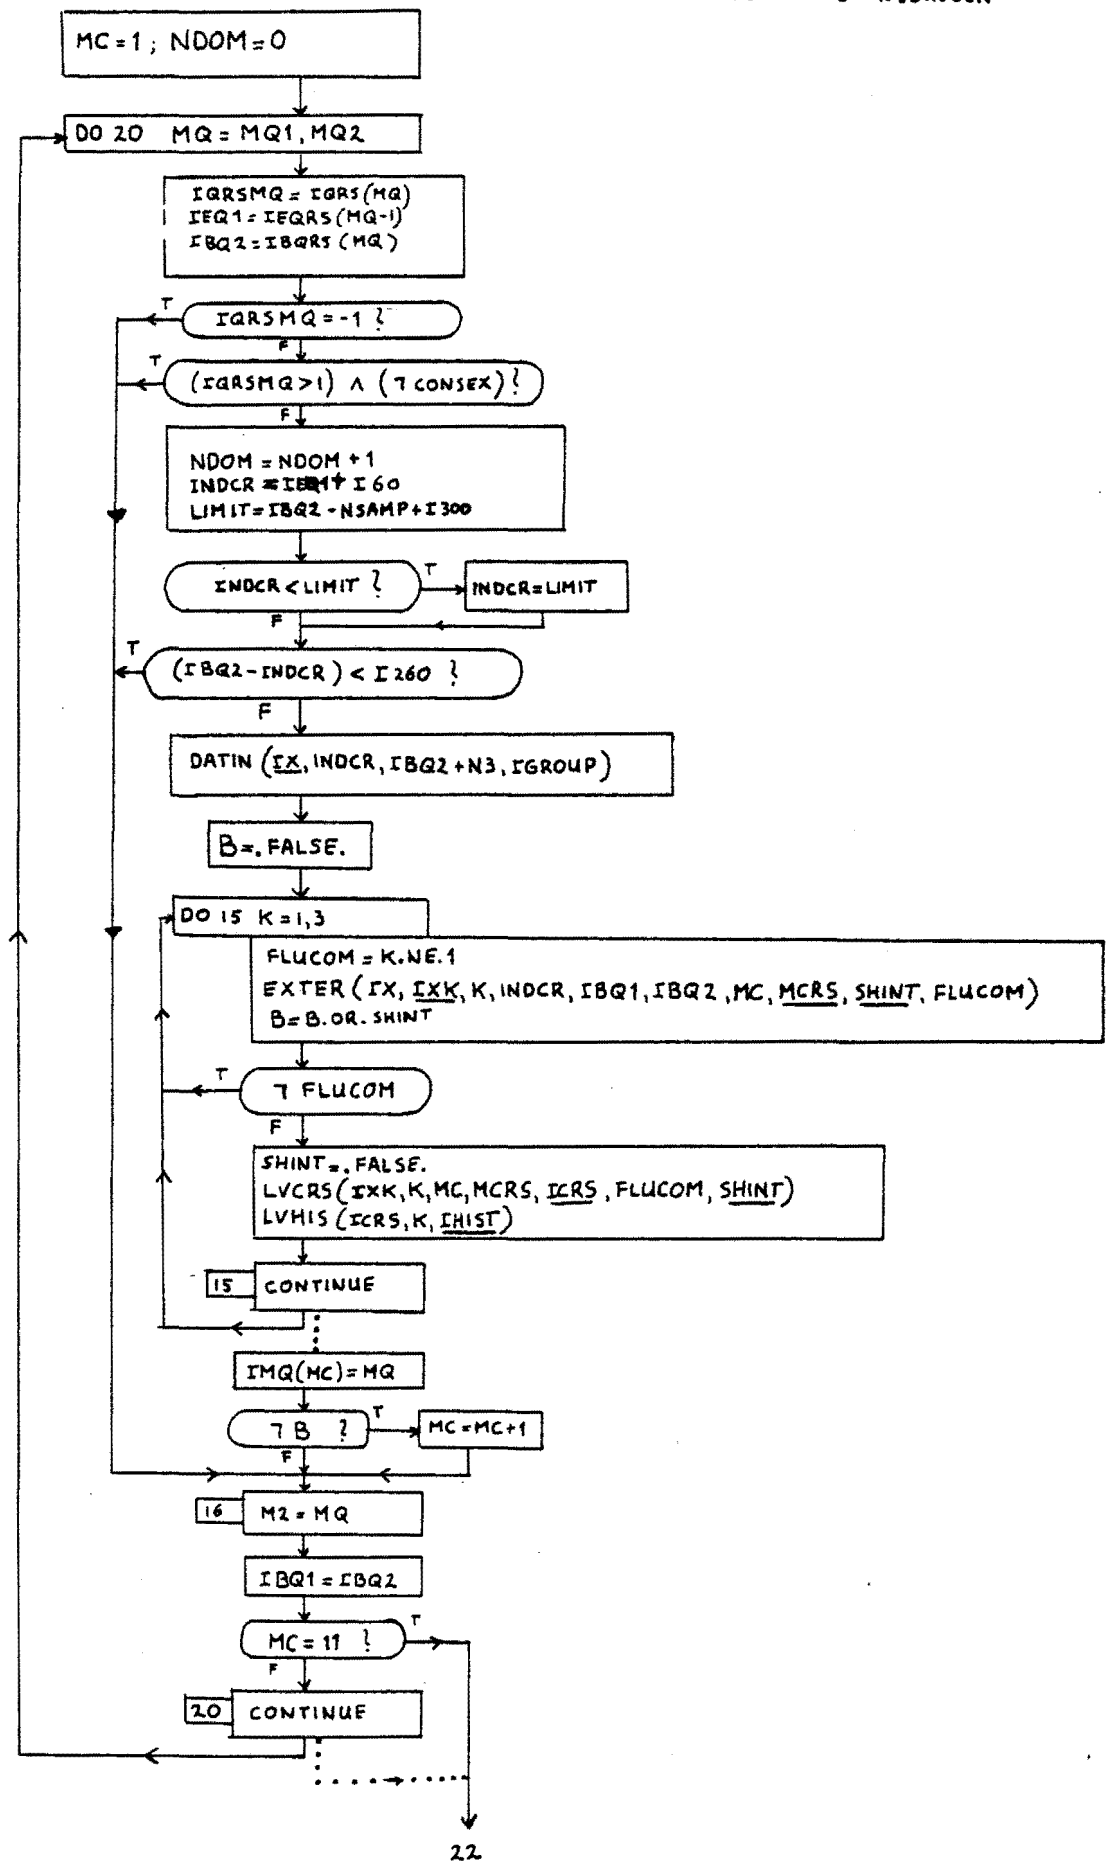 MC=1; NDOM=0
DO 20 MQ=MQ1,MQ2
IQRSMQ=IQRS(MQ)
IEQ1=IEQRS(MQ-1)
IBQ2=IBQRS(MQ)
T
IQRSMQ=-1?
F
T
(IQRSMQ>1) ∧ (¬CONSEX)?
F
NDOM=NDOM+1
INDCR=IEQ1+I60
LIMIT=IBQ2-NSAMP+I300
INDCR<LIMIT?
T
INDCR=LIMIT
F
T
(IBQ2-INDCR)<I260?
F
DATIN(IX,INDCR,IBQ2+N3,IGROUP)
B=.FALSE.
DO 15 K=1,3
FLUCOM=K.NE.1
EXTER(IX,IXK,K,INDCR,IBQ1,IBQ2,MC,MCRS,SHINT,FLUCOM)
B=B.OR.SHINT
T
¬FLUCOM
F
SHINT=.FALSE.
LVCRS(IXK,K,MC,MCRS,ICRS,FLUCOM,SHINT)
LVHIS(ICRS,K,IHIST)
15 CONTINUE
IMQ(MC)=MQ
¬B ?
T
MC=MC+1
F
16 M2=MQ
IBQ1=IBQ2
MC=11 ?
T
F
20 CONTINUE
22